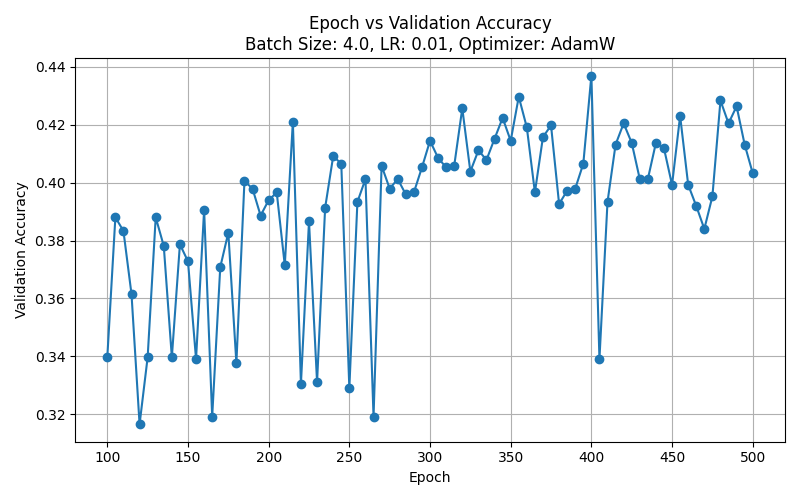 Epoch vs Validation Accuracy
Batch Size: 4.0, LR: 0.01, Optimizer: AdamW
0.44
0.42
0.40
0.38
0.36
0.34
0.32
Validation Accuracy
100 150 200 250 300 350 400 450 500
Epoch